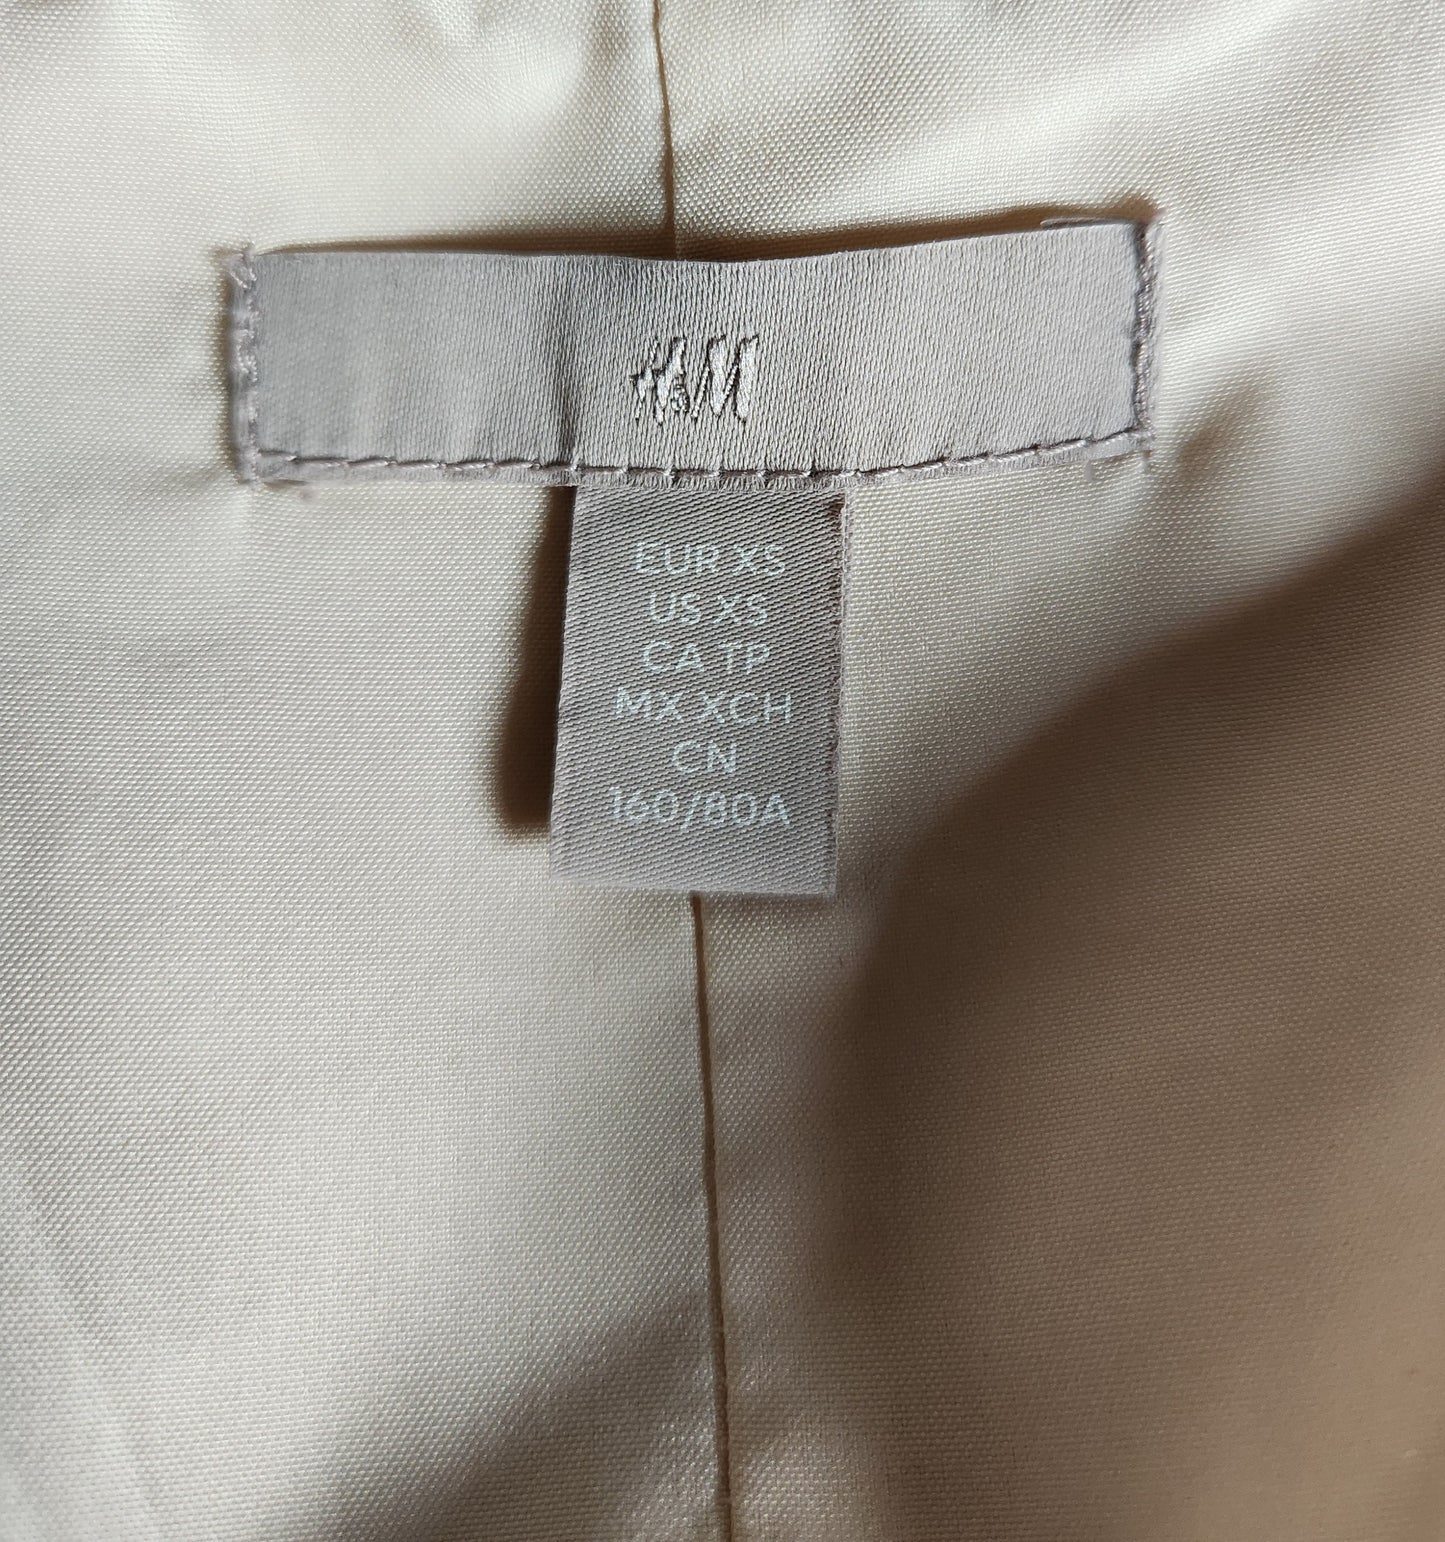 H&M
EUR XS
US XS
CA TP
MX XCH
CN
160/80A